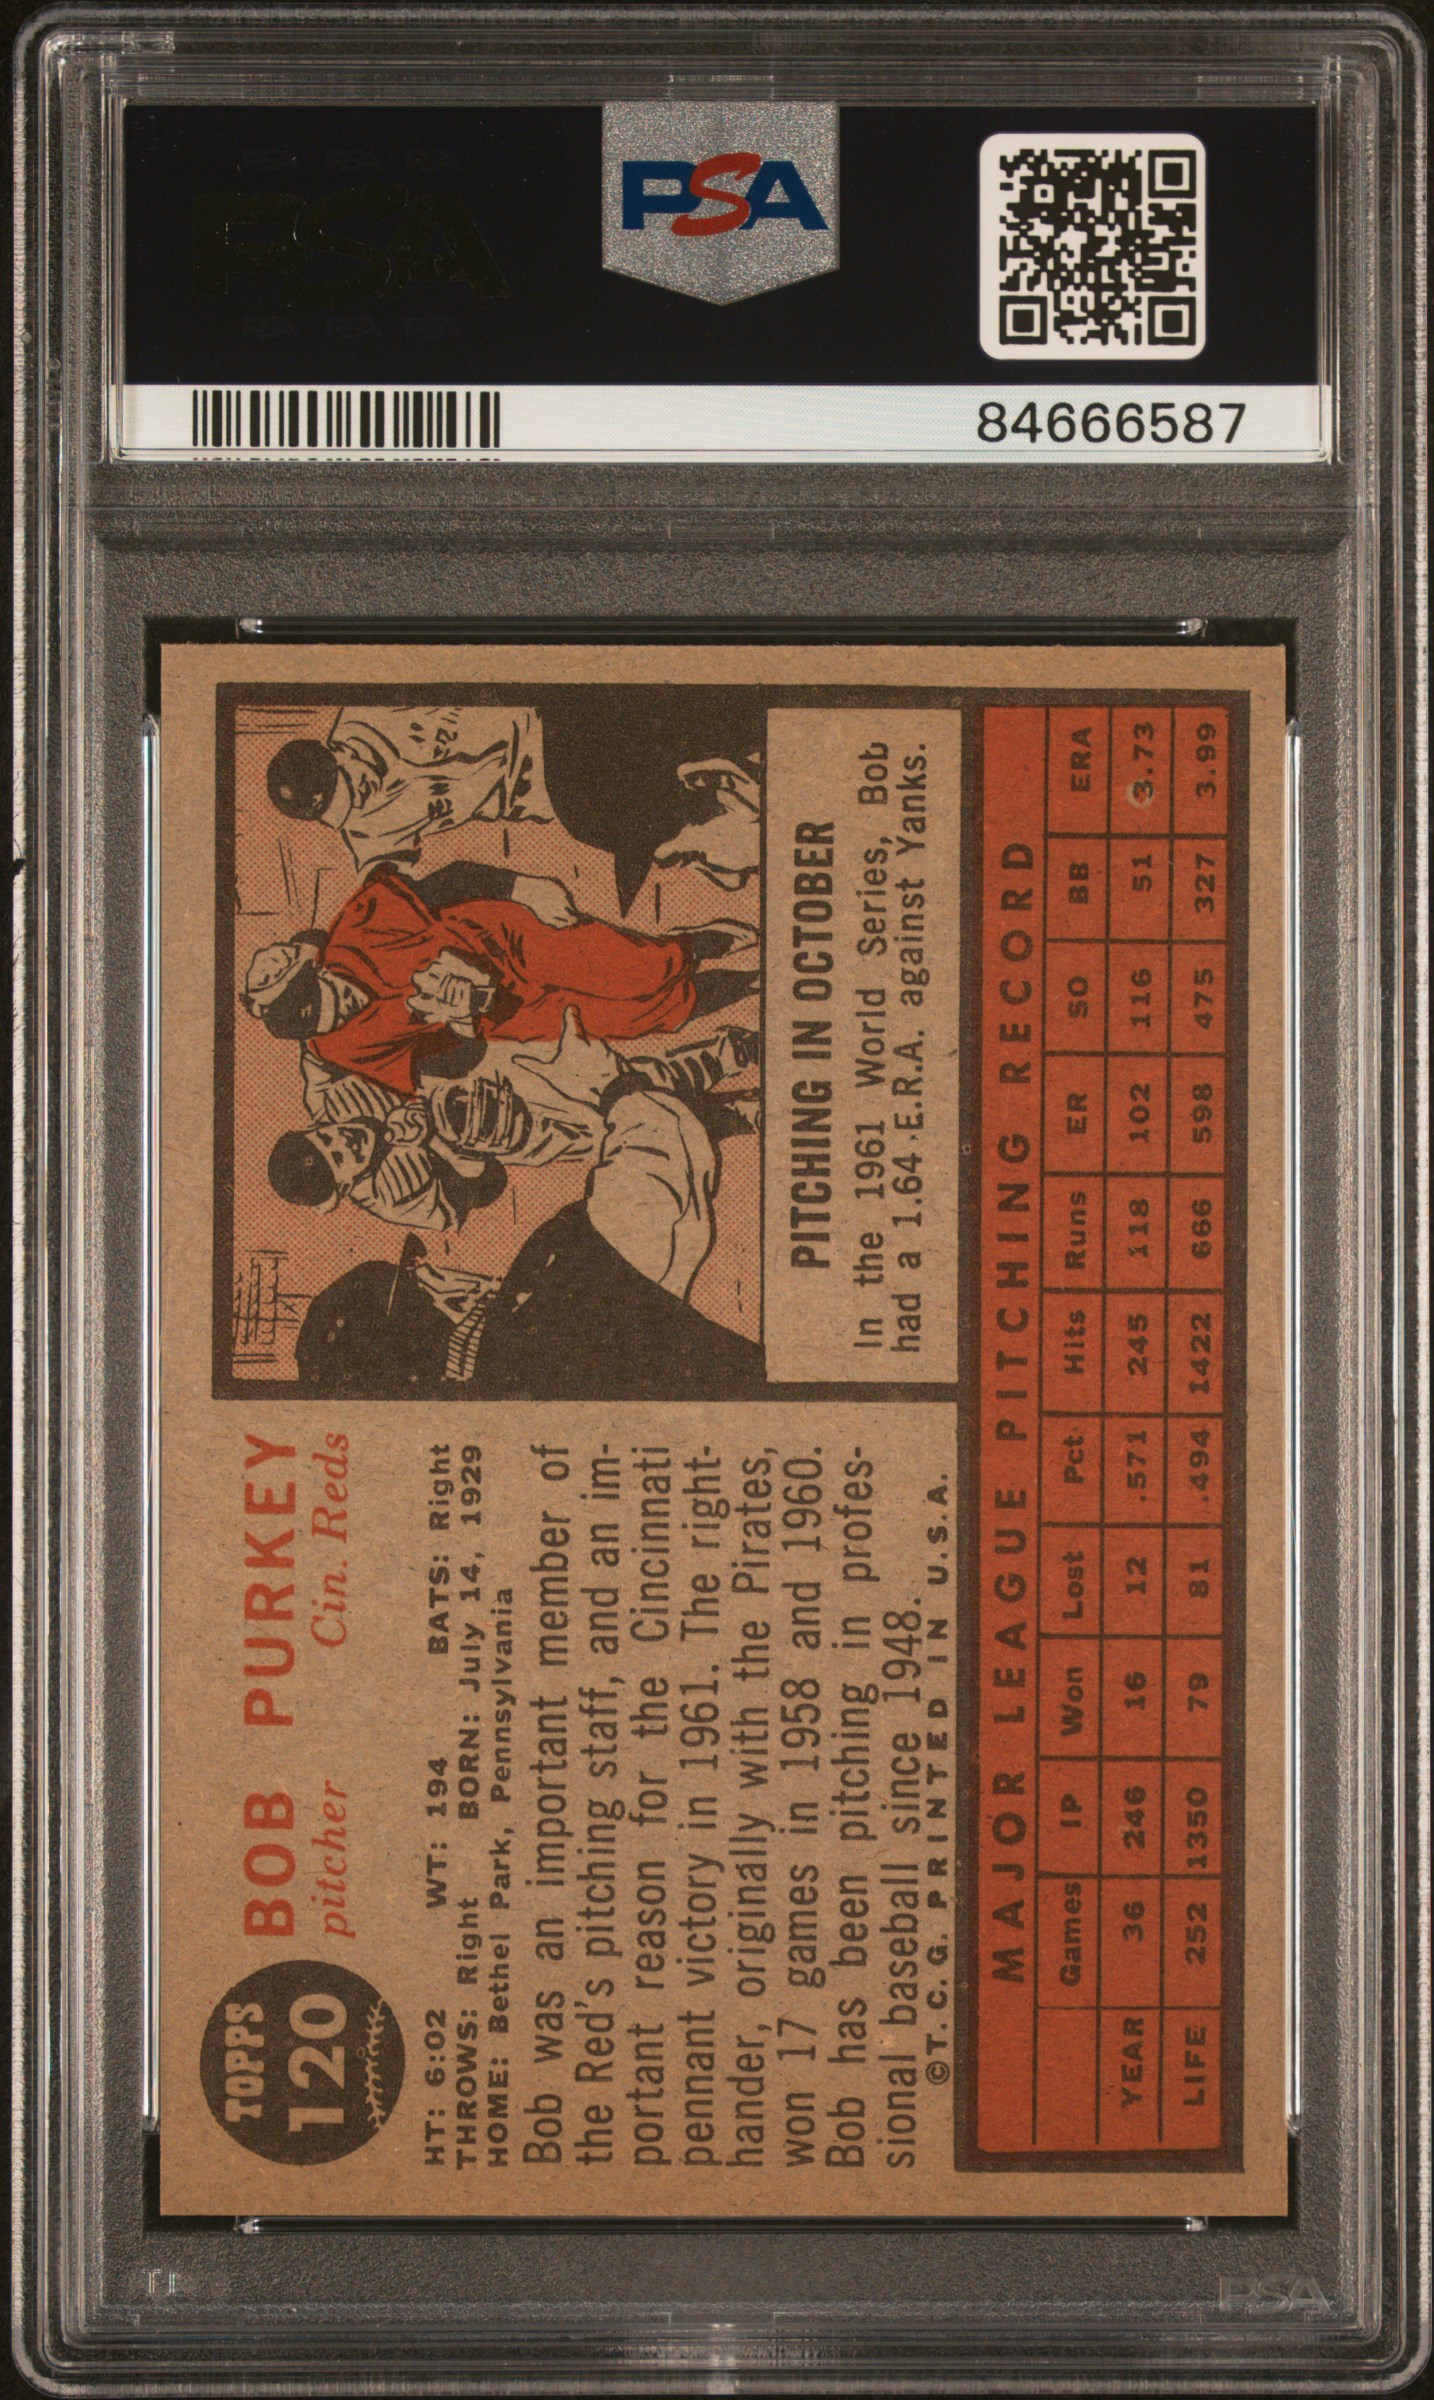 PSA
84666587
TOPPS
120
BOB PURKEY
pitcher Cin. Reds
HT: 6:02 WT: 194 BATS: Right
THROWS: Right BORN: July 14, 1929
HOME: Bethel Park, Pennsylvania
Bob was an important member of
the Red's pitching staff, and an im-
portant reason for the Cincinnati
pennant victory in 1961. The right-
hander, originally with the Pirates,
won 17 games in 1958 and 1960.
Bob has been pitching in profes-
sional baseball since 1948.
©T.C.G. PRINTED IN U.S.A.
PITCHING IN OCTOBER
In the 1961 World Series, Bob
had a 1.64 E.R.A. against Yanks.
MAJOR LEAGUE PITCHING RECORD
Games IP Won Lost Pct. Hits Runs ER SO BB ERA
YEAR 36 246 16 12 .571 245 118 102 116 51 3.73
LIFE 252 1350 79 81 .494 1422 666 598 475 327 3.99
PSA